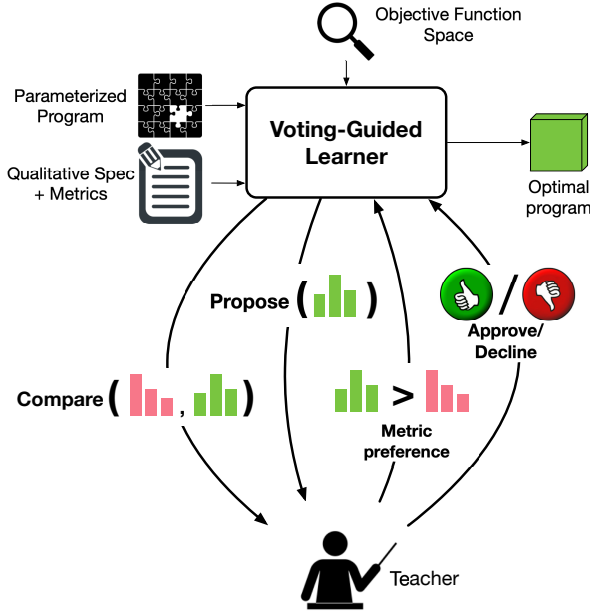 Objective Function
Space
Parameterized
Program
Voting-Guided
Learner
Qualitative Spec
+ Metrics
Optimal
program
Propose ( )
/
Approve/
Decline
Compare ( , )
>
Metric
preference
Teacher